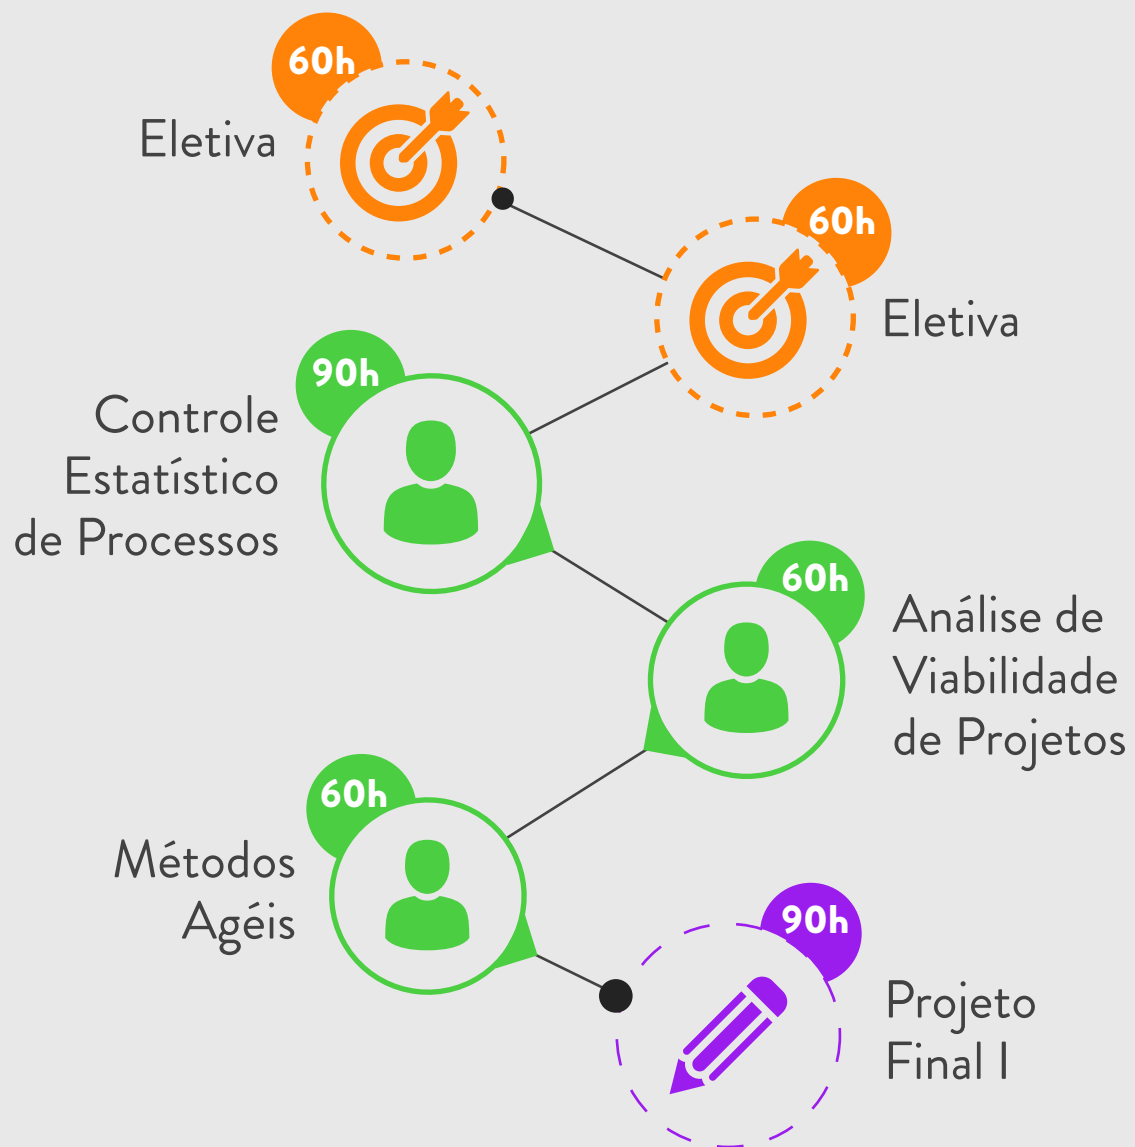 60h
Eletiva
60h
Eletiva
90h
Controle
Estatístico
de Processos
60h
Análise de
Viabilidade
de Projetos
60h
Métodos
Agéis
90h
Projeto
Final I